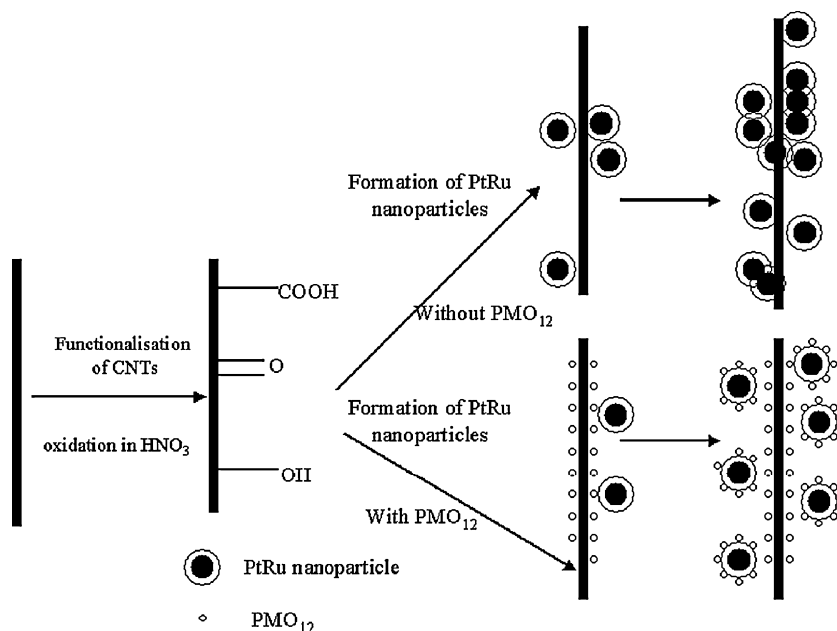 Functionalisation
of CNTs
oxidation in HNO₃
COOH
O
OH
Formation of PtRu
nanoparticles
Without PMO₁₂
Formation of PtRu
nanoparticles
With PMO₁₂
PtRu nanoparticle
PMO₁₂